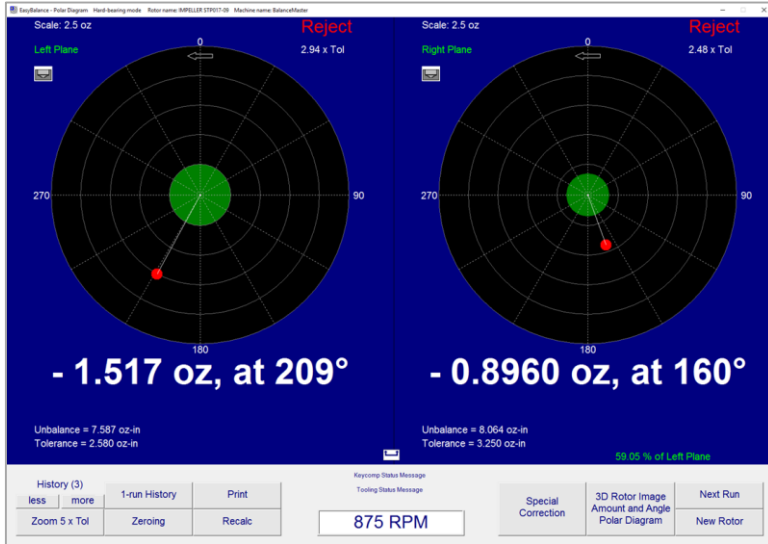 EasyBalance - Polar Diagram Hard-bearing mode Rotor name: IMPELLER STP017-09 Machine name: BalanceMaster
Scale: 2.5 oz
Reject
Left Plane
0
2.94 x Tol
270
90
180
- 1.517 oz, at 209°
Unbalance = 7.587 oz-in
Tolerance = 2.580 oz-in
Scale: 2.5 oz
Reject
Right Plane
0
2.48 x Tol
270
90
180
- 0.8960 oz, at 160°
Unbalance = 8.064 oz-in
Tolerance = 3.250 oz-in
59.05 % of Left Plane
History (3)
less more
1-run History
Print
Zoom 5 x Tol
Zeroing
Recalc
Keycomp Status Message
Tooling Status Message
875 RPM
Special
Correction
3D Rotor Image
Amount and Angle
Polar Diagram
Next Run
New Rotor